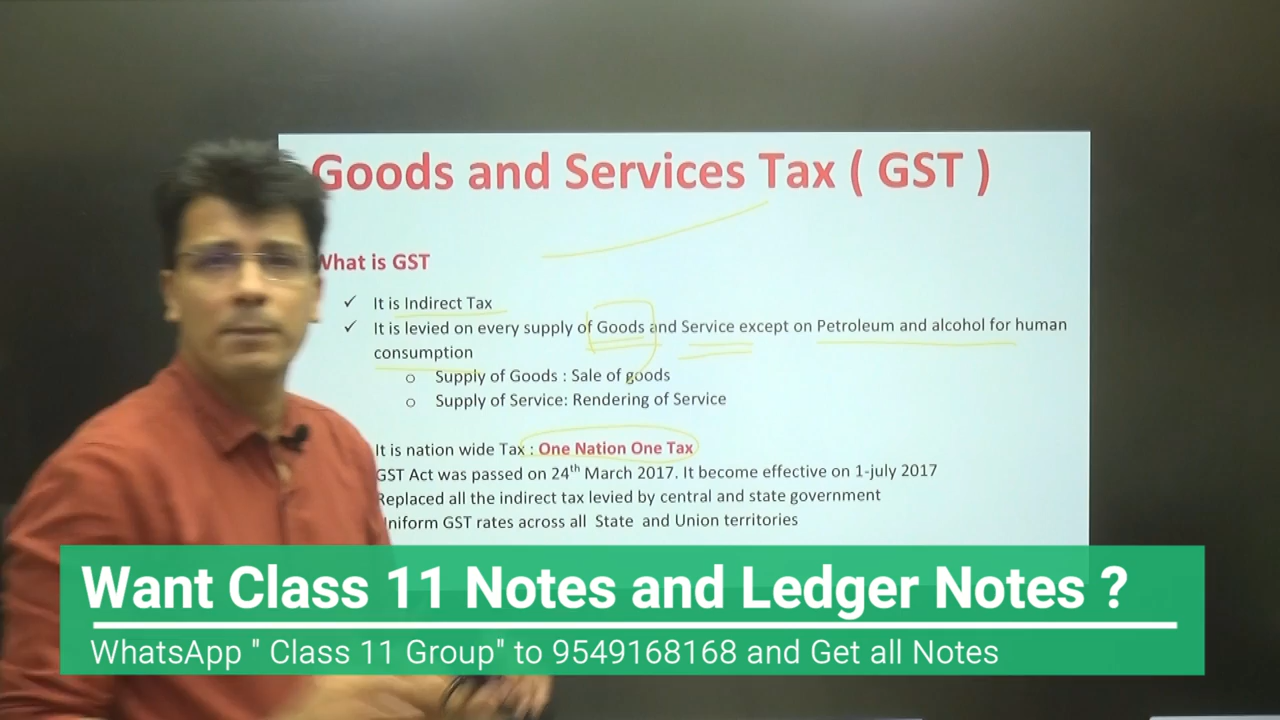 Goods and Services Tax ( GST )
What is GST
✓ It is Indirect Tax
✓ It is levied on every supply of Goods and Service except on Petroleum and alcohol for human
consumption
o Supply of Goods : Sale of goods
o Supply of Service: Rendering of Service
It is nation wide Tax : One Nation One Tax
GST Act was passed on 24th March 2017. It become effective on 1-july 2017
Replaced all the indirect tax levied by central and state government
Uniform GST rates across all State and Union territories
Want Class 11 Notes and Ledger Notes ?
WhatsApp " Class 11 Group" to 9549168168 and Get all Notes